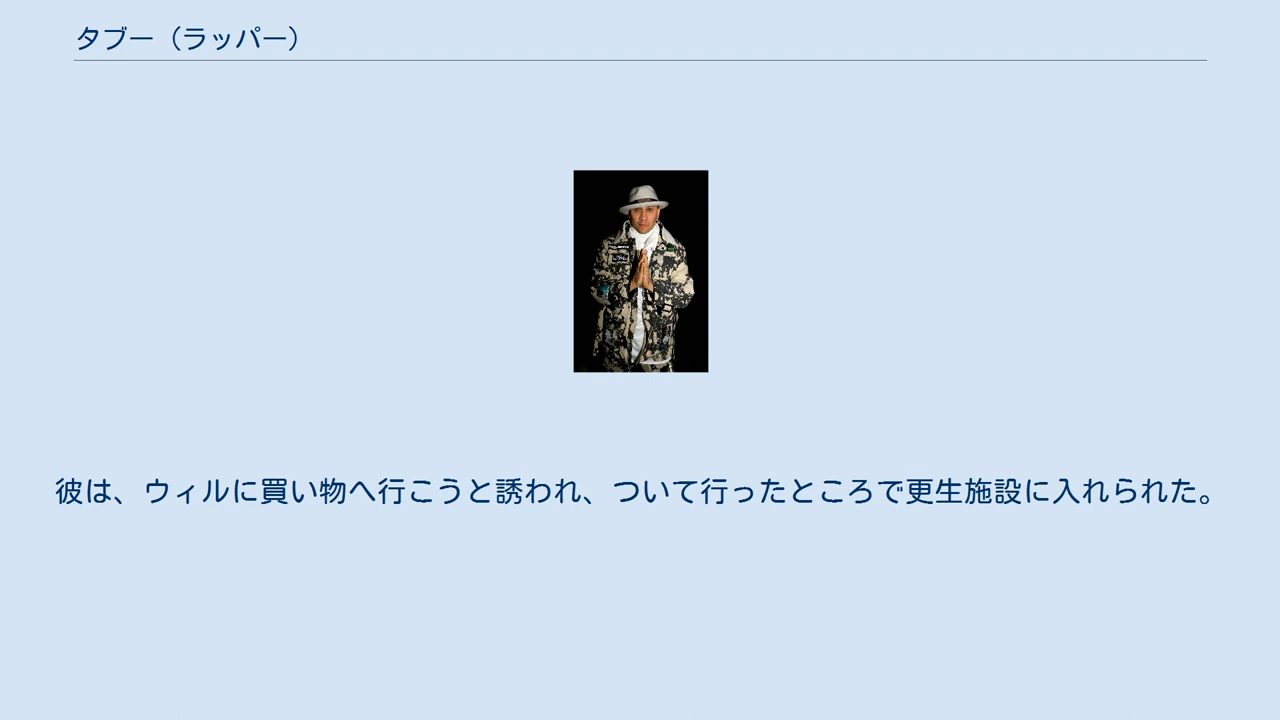 タブー（ラッパー）
彼は、ウィルに買い物へ行こうと誘われ、ついて行ったところで更生施設に入れられた。